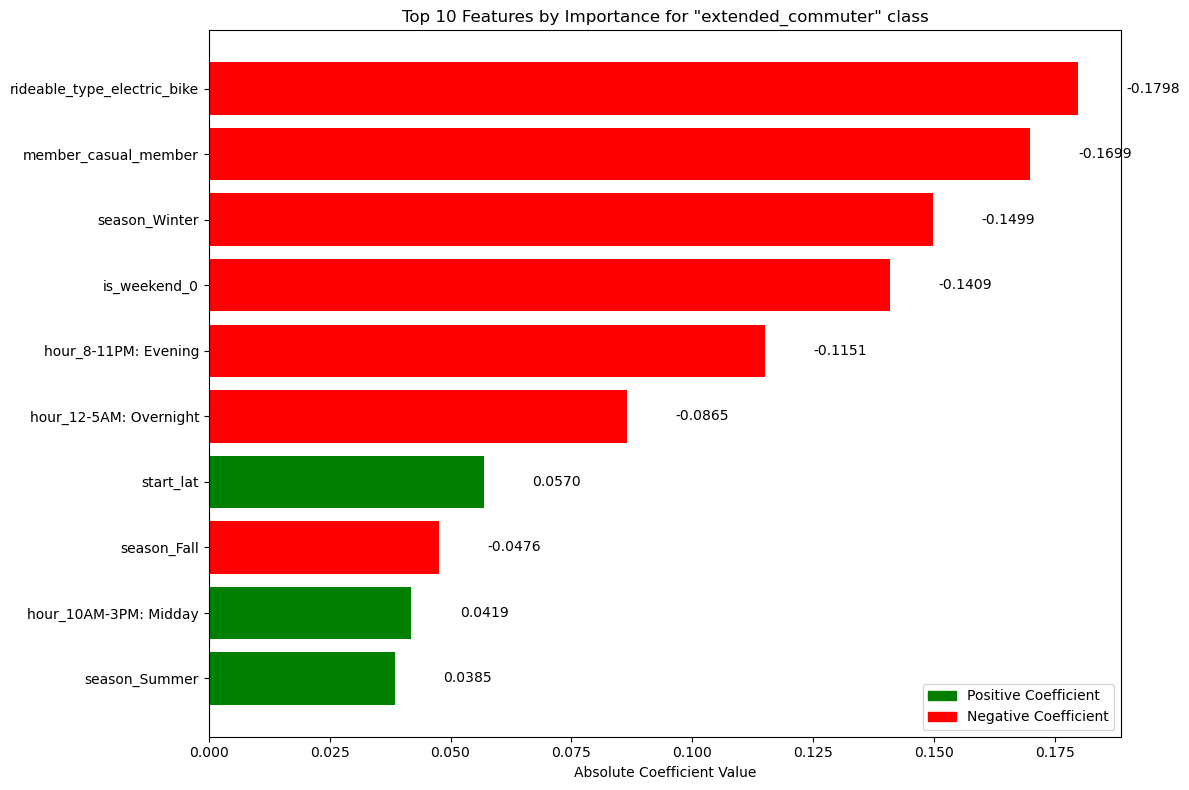 Top 10 Features by Importance for "extended_commuter" class
rideable_type_electric_bike -0.1798
member_casual_member -0.1699
season_Winter -0.1499
is_weekend_0 -0.1409
hour_8-11PM: Evening -0.1151
hour_12-5AM: Overnight -0.0865
start_lat 0.0570
season_Fall -0.0476
hour_10AM-3PM: Midday 0.0419
season_Summer 0.0385
Positive Coefficient
Negative Coefficient
0.000 0.025 0.050 0.075 0.100 0.125 0.150 0.175
Absolute Coefficient Value